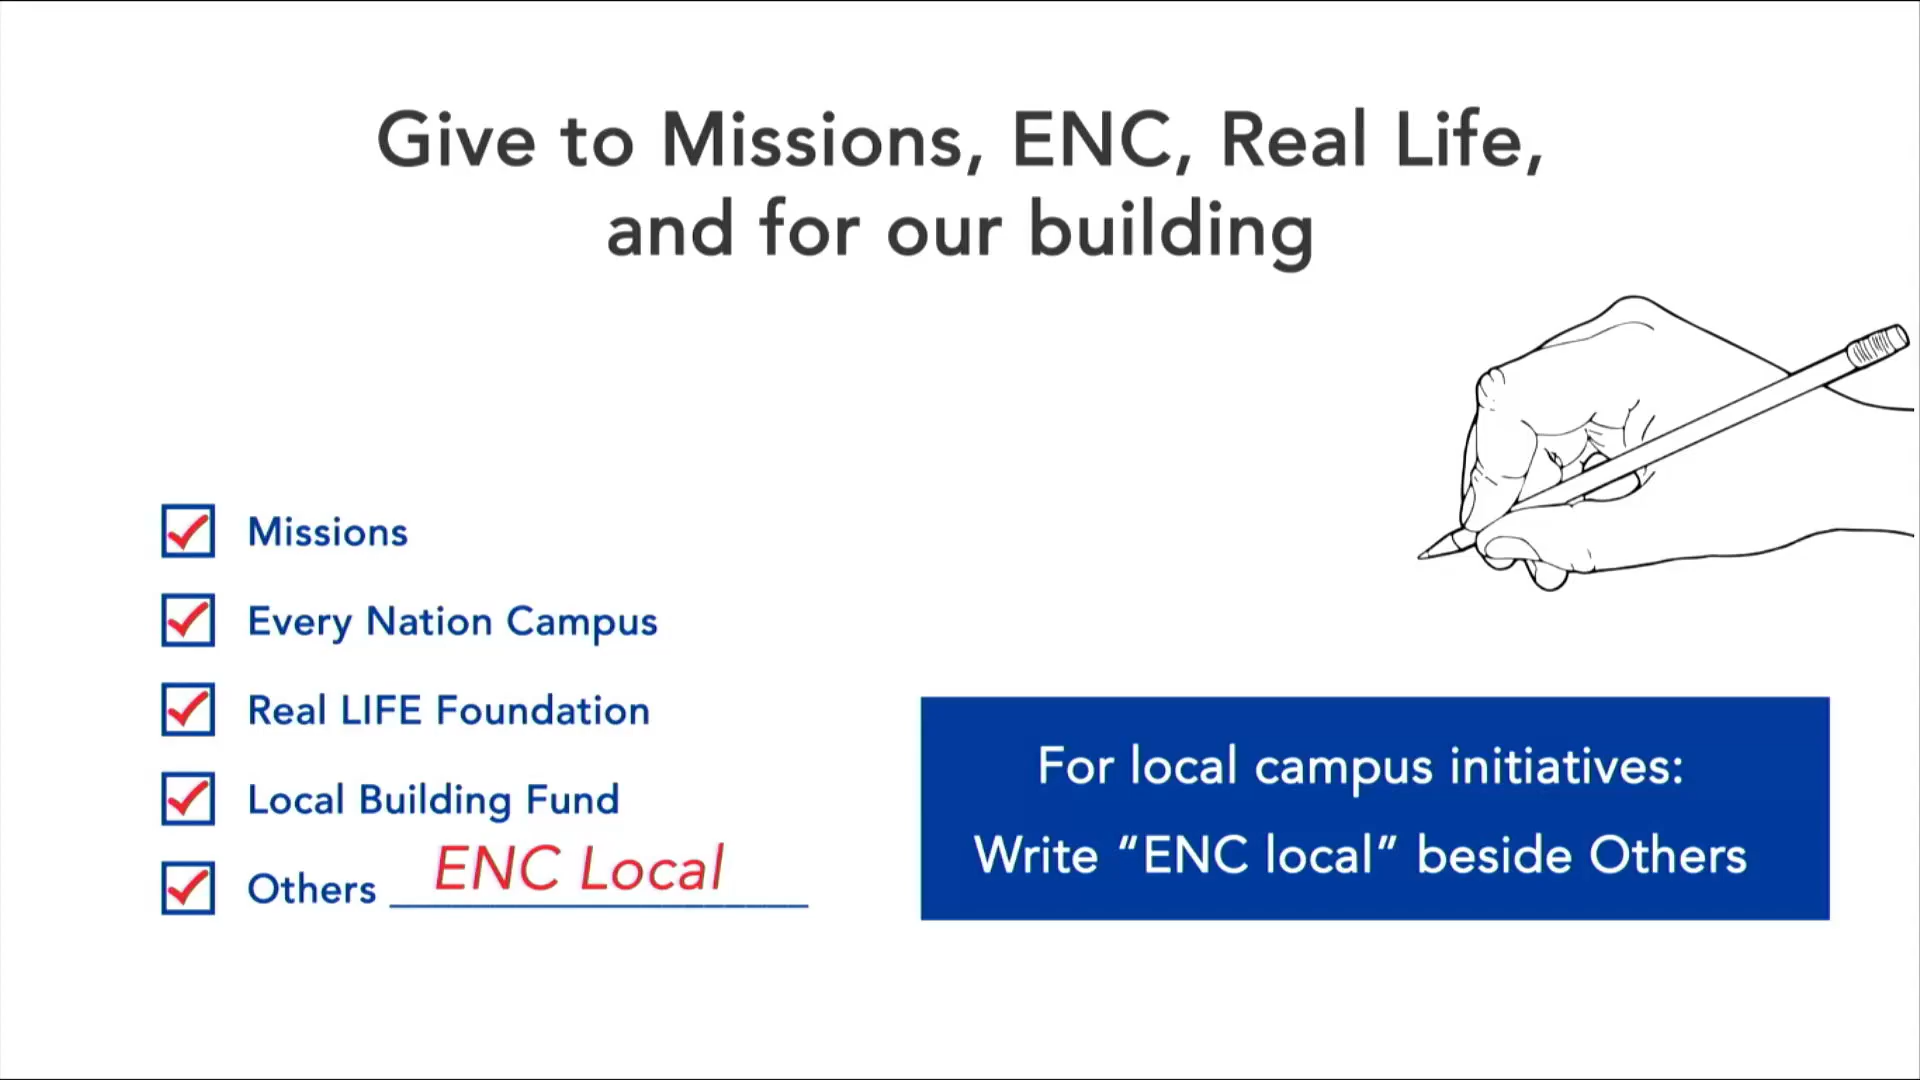 Give to Missions, ENC, Real Life,
and for our building
Missions
Every Nation Campus
Real LIFE Foundation
Local Building Fund
Others ENC Local
For local campus initiatives:
Write “ENC local” beside Others